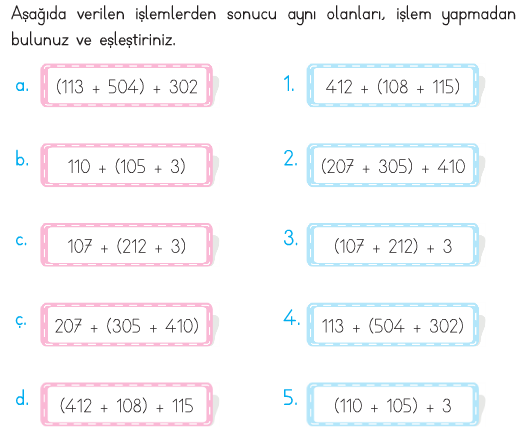 Aşağıda verilen işlemlerden sonucu aynı olanları, işlem yapmadan
bulunuz ve eşleştiriniz.
a. (113 + 504) + 302
1. 412 + (108 + 115)
b. 110 + (105 + 3)
2. (207 + 305) + 410
c. 107 + (212 + 3)
3. (107 + 212) + 3
ç. 207 + (305 + 410)
4. 113 + (504 + 302)
d. (412 + 108) + 115
5. (110 + 105) + 3